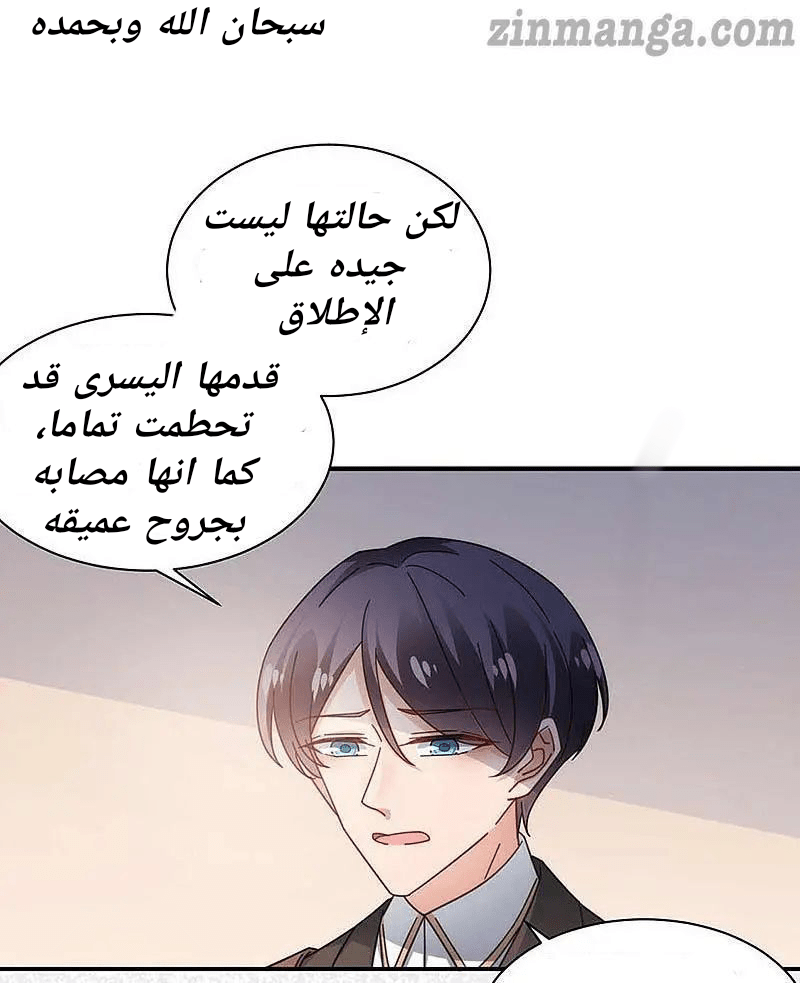 سبحان الله وبحمده
zinmanga.com
لكن حالتها ليست
جيده على
الإطلاق
قدمها اليسرى قد
تحطمت تماما،
كما انها مصابه
بجروح عميقه